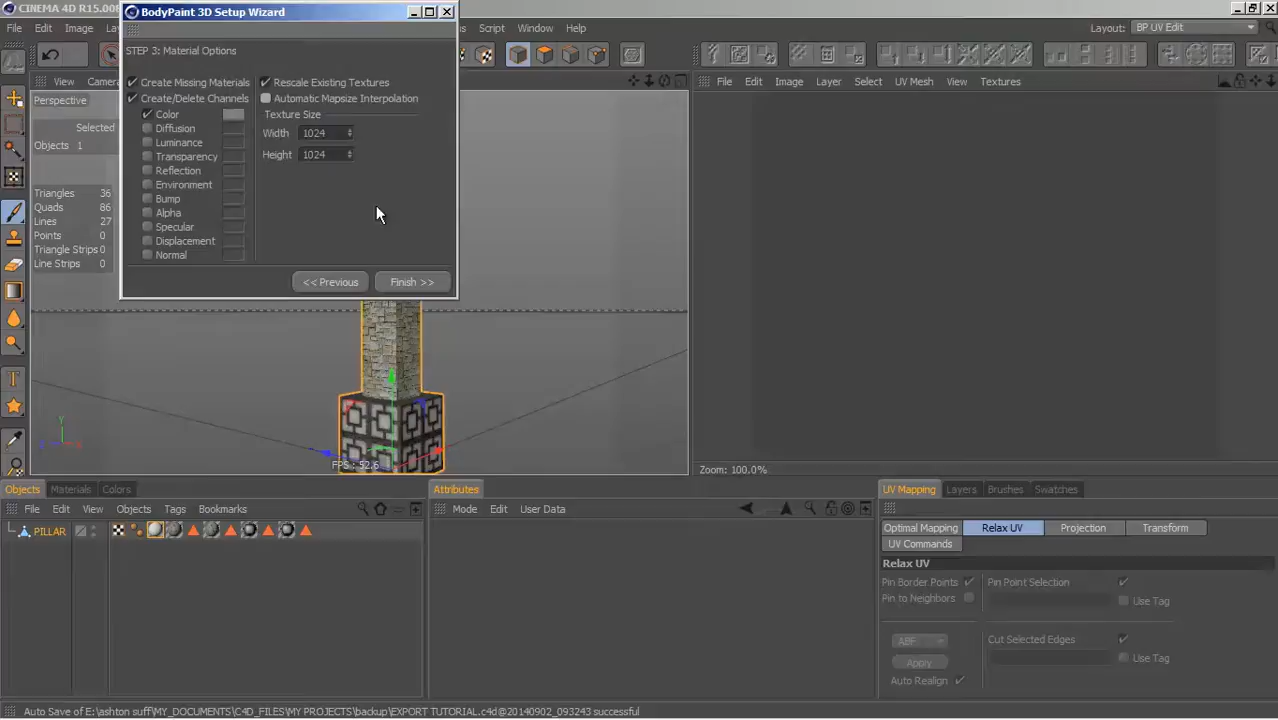 CINEMA 4D R15.008
BodyPaint 3D Setup Wizard
File
Edit
Script
Window
Help
Layout:
BP UV Edit
STEP 3: Material Options
Create Missing Materials
Rescale Existing Textures
Create/Delete Channels
Automatic Mapsize Interpolation
Color
Texture Size
Diffusion
Width
1024
Luminance
Height
1024
Transparency
Reflection
Environment
Bump
Alpha
Specular
Displacement
Normal
<< Previous
Finish >>
View
File Edit Image Layer Select UV Mesh View Textures
Perspective
Selected
Objects 1
Triangles 36
Quads 86
Lines 27
Points 0
Triangle Strips 0
Line Strips 0
Y
FPS : 52.6
Zoom: 100.0%
Objects Materials Colors
Attributes
UV Mapping Layers Brushes Swatches
File Edit View Objects Tags Bookmarks
Mode Edit User Data
PILLAR
Optimal Mapping Relax UV Projection Transform
UV Commands
Relax UV
Pin Border Points
Pin Point Selection
Pin to Neighbors
Use Tag
ABF
Cut Selected Edges
Apply
Use Tag
Auto Realign
Auto Save of E:\ashton suff\MY_DOCUMENTS\C4D_FILES\MY PROJECTS\backup\EXPORT TUTORIAL.c4d@20140902_093243 successful